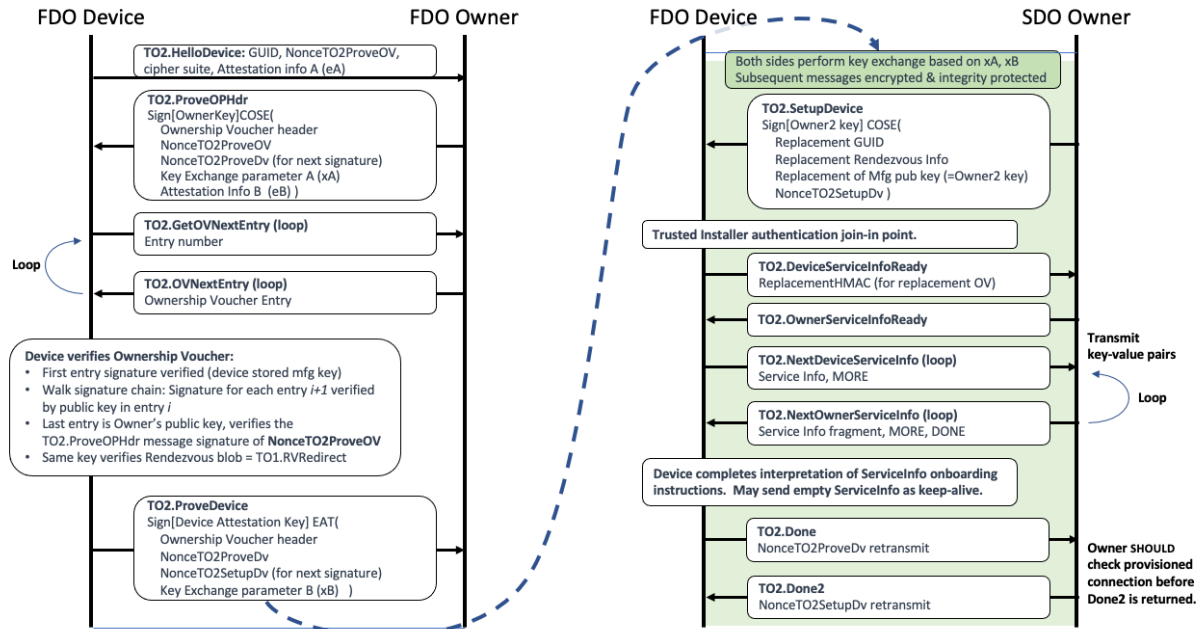 FDO Device
FDO Owner
TO2.HelloDevice: GUID, NonceTO2ProveOV,
cipher suite, Attestation info A (eA)
TO2.ProveOPHdr
Sign[OwnerKey]COSE(
Ownership Voucher header
NonceTO2ProveOV
NonceTO2ProveDv (for next signature)
Key Exchange parameter A (xA)
Attestation Info B  (eB) )
TO2.GetOVNextEntry (loop)
Entry number
Loop
TO2.OVNextEntry (loop)
Ownership Voucher Entry
Device verifies Ownership Voucher:
• First entry signature verified (device stored mfg key)
• Walk signature chain: Signature for each entry i+1 verified
by public key in entry i
• Last entry is Owner's public key, verifies the
TO2.ProveOPHdr message signature of NonceTO2ProveOV
• Same key verifies Rendezvous blob = TO1.RVRedirect
TO2.ProveDevice
Sign[Device Attestation Key] EAT(
Ownership Voucher header
NonceTO2ProveDv
NonceTO2SetupDv (for next signature)
Key Exchange parameter B (xB)   )
FDO Device
SDO Owner
Both sides perform key exchange based on xA, xB
Subsequent messages encrypted & integrity protected
TO2.SetupDevice
Sign[Owner2 key] COSE(
Replacement GUID
Replacement Rendezvous Info
Replacement of Mfg pub key (=Owner2 key)
NonceTO2SetupDv )
Trusted Installer authentication join-in point.
TO2.DeviceServiceInfoReady
ReplacementHMAC (for replacement OV)
TO2.OwnerServiceInfoReady
Transmit
key-value pairs
TO2.NextDeviceServiceInfo (loop)
Service Info, MORE
Loop
TO2.NextOwnerServiceInfo (loop)
Service Info fragment, MORE, DONE
Device completes interpretation of ServiceInfo onboarding
instructions.  May send empty ServiceInfo as keep-alive.
TO2.Done
NonceTO2ProveDv retransmit
Owner SHOULD
check provisioned
connection before
Done2 is returned.
TO2.Done2
NonceTO2SetupDv retransmit